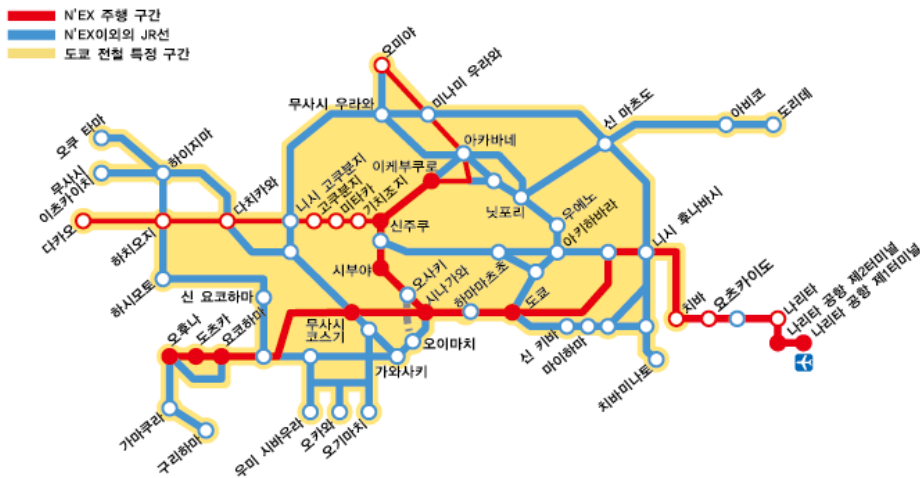 N'EX 주행 구간
N'EX이외의 JR선
도쿄 전철 특정 구간
오미야
미나미 우라와
무사시 우라와
신 마츠도
아비코
도리데
오쿠 타마
하이지마
아카바네
이케부쿠로
무사시
이츠카이치
다치카와
니시 고쿠분지
고쿠분지
미타카
기치조지
닛포리
우에노
신주쿠
아키하바라
니시 후나바시
다카오
하치오지
시부야
오사키
시나가와
하마마츠초
도쿄
치바
요츠카이도
나리타
나리타 공항 제2터미널
나리타 공항 제1터미널
하시모토
신 요코하마
오후나
도츠카
요코하마
무사시
코스기
오이마치
가와사키
신 키바
마이하마
치바미나토
가마쿠라
구리하마
우미 시바우라
오카와
오기마치